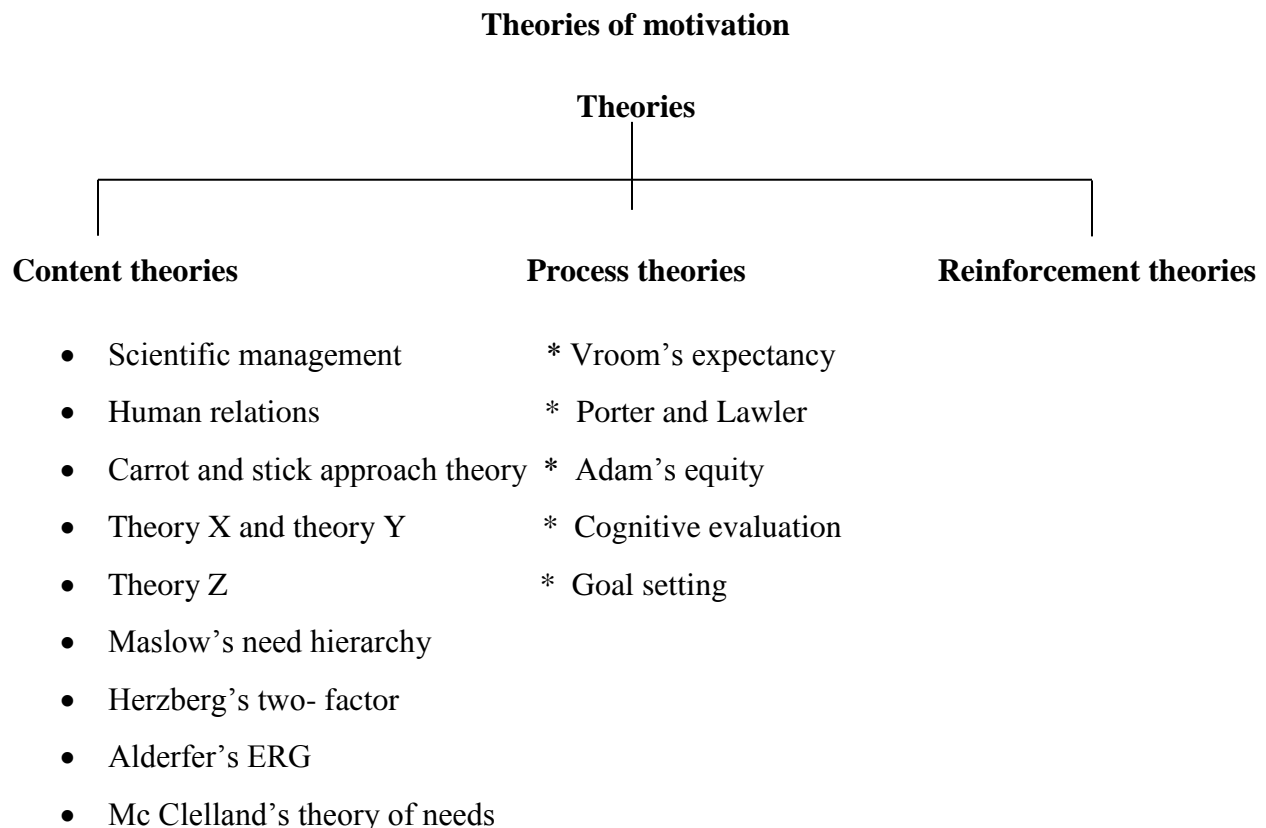 Theories of motivation
Theories
Content theories Process theories Reinforcement theories
• Scientific management * Vroom’s expectancy
• Human relations * Porter and Lawler
• Carrot and stick approach theory * Adam’s equity
• Theory X and theory Y * Cognitive evaluation
• Theory Z * Goal setting
• Maslow’s need hierarchy
• Herzberg’s two- factor
• Alderfer’s ERG
• Mc Clelland’s theory of needs